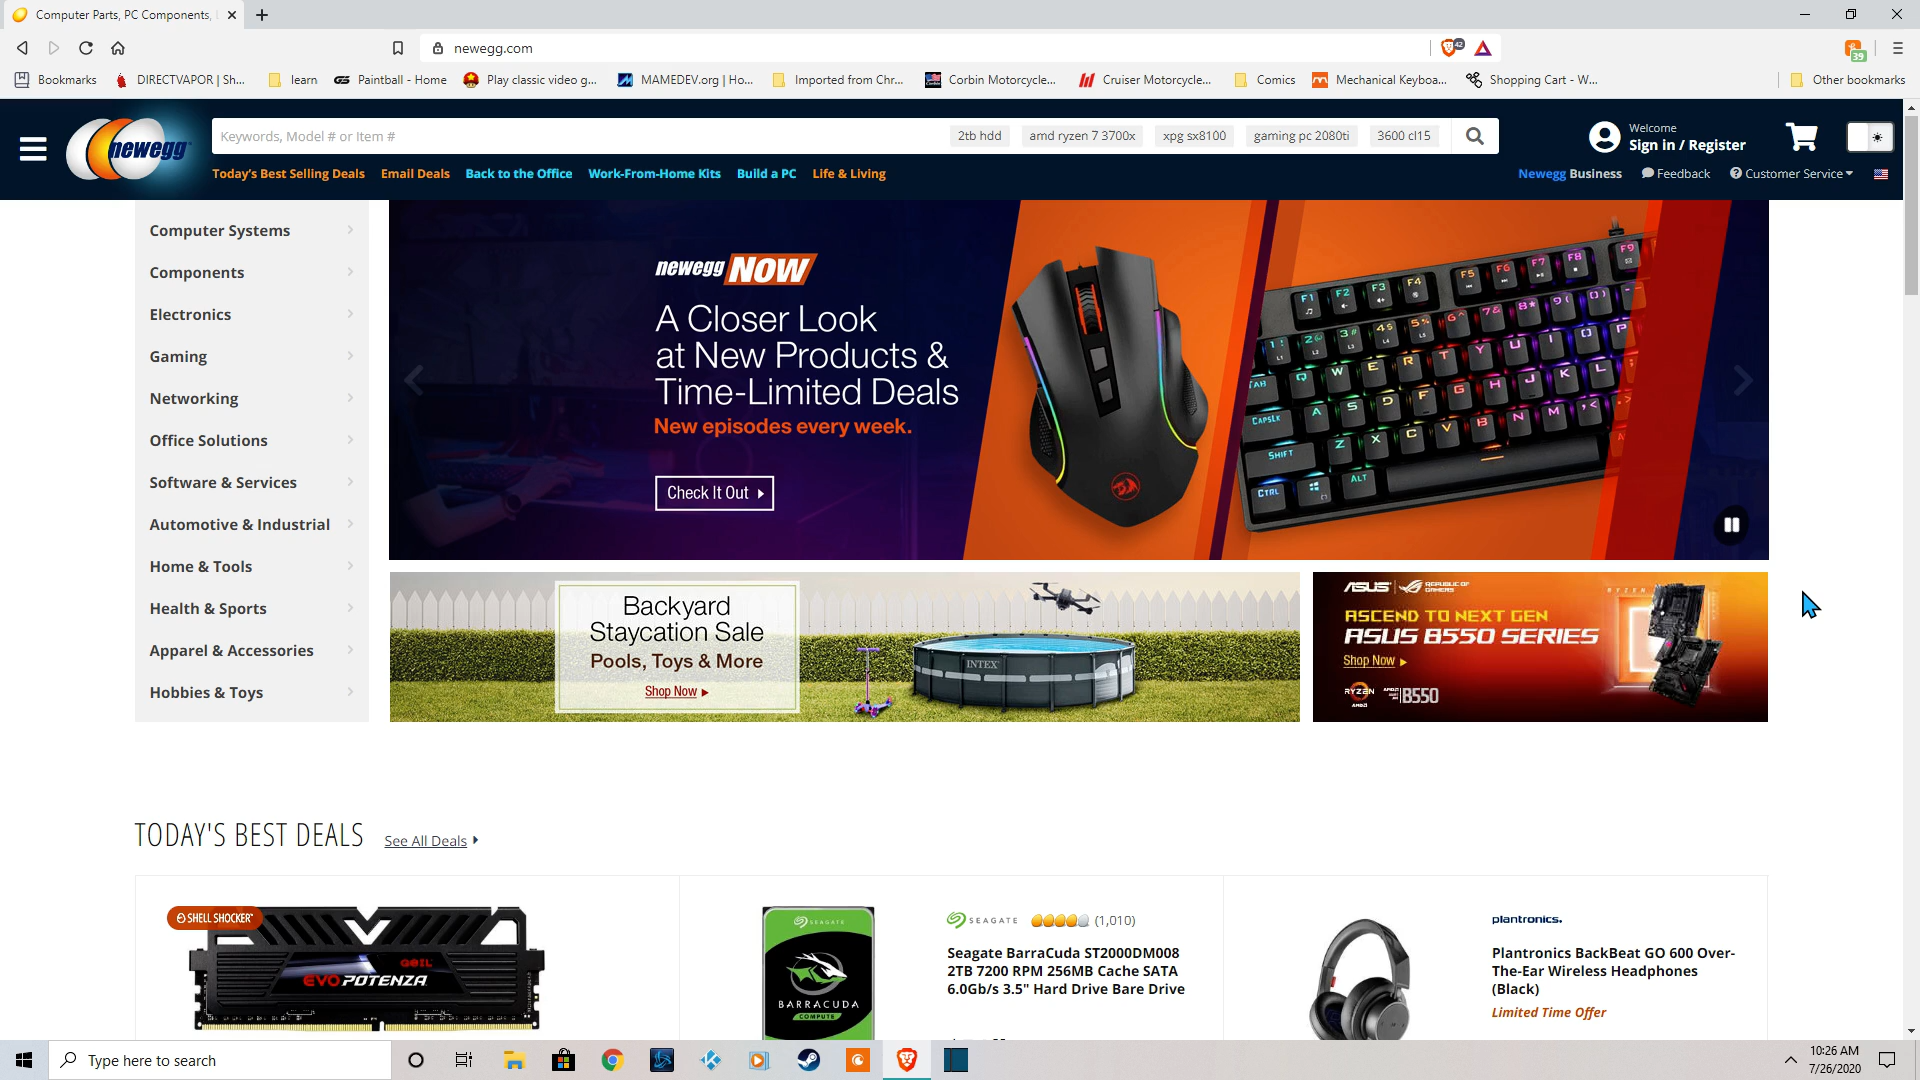 Computer Parts, PC Components,
newegg.com
42
39
Bookmarks
DIRECTVAPOR | Sh...
learn
Paintball - Home
Play classic video g...
MAMEDEV.org | Ho...
Imported from Chr...
Corbin Motorcycle...
Cruiser Motorcycle...
Comics
Mechanical Keyboa...
Shopping Cart - W...
Other bookmarks
newegg
Keywords, Model # or Item #
2tb hdd
amd ryzen 7 3700x
xpg sx8100
gaming pc 2080ti
3600 cl15
Welcome
Sign in / Register
Today's Best Selling Deals
Email Deals
Back to the Office
Work-From-Home Kits
Build a PC
Life & Living
Newegg Business
Feedback
Customer Service
Computer Systems
Components
Electronics
Gaming
Networking
Office Solutions
Software & Services
Automotive & Industrial
Home & Tools
Health & Sports
Apparel & Accessories
Hobbies & Toys
newegg NOW
A Closer Look
at New Products &
Time-Limited Deals
New episodes every week.
Check It Out
Backyard
Staycation Sale
Pools, Toys & More
Shop Now
INTEX
ASUS
REPUBLIC OF
GAMERS
ASCEND TO NEXT GEN
ASUS B550 SERIES
Shop Now
RYZEN
B550
TODAY'S BEST DEALS
See All Deals
SHELL SHOCKER
GEIL
EVO POTENZA
SEAGATE
BARRACUDA
COMPUTE
SEAGATE
(1,010)
Seagate BarraCuda ST2000DM008
2TB 7200 RPM 256MB Cache SATA
6.0Gb/s 3.5" Hard Drive Bare Drive
plantronics.
Plantronics BackBeat GO 600 Over-
The-Ear Wireless Headphones
(Black)
Limited Time Offer
Type here to search
10:26 AM
7/26/2020